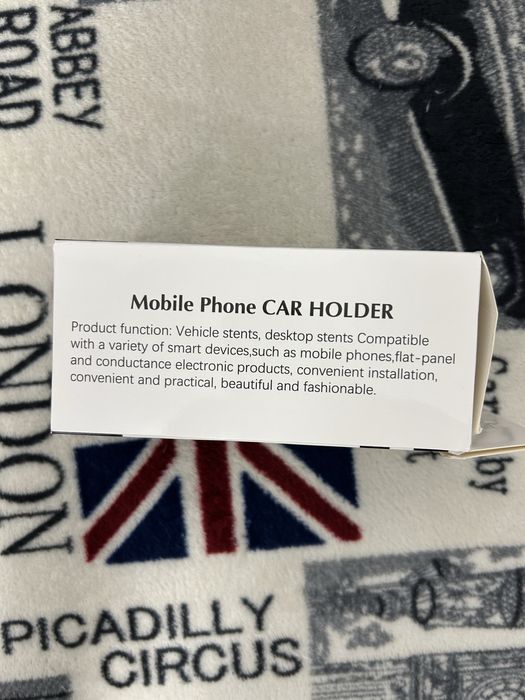 ABBEY
ROAD
LONDON
Mobile Phone CAR HOLDER
Product function: Vehicle stents, desktop stents Compatible
with a variety of smart devices,such as mobile phones,flat-panel
and conductance electronic products, convenient installation,
convenient and practical, beautiful and fashionable.
by
PICADILLY
CIRCUS